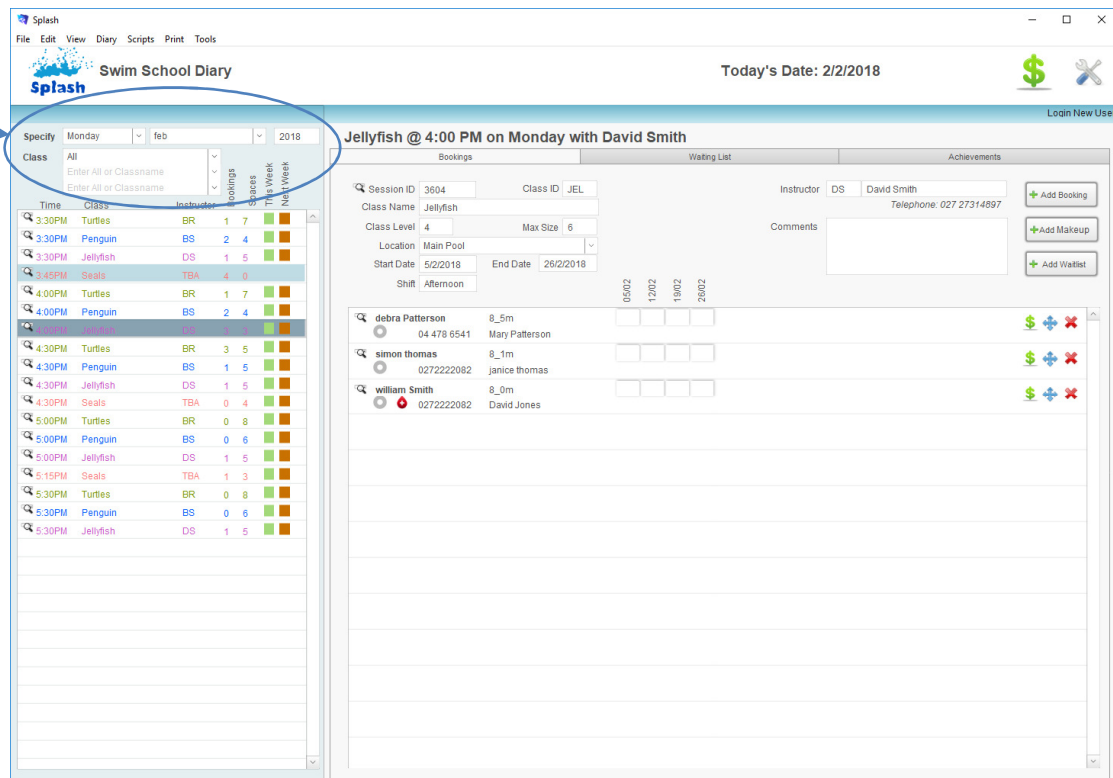 Splash
File Edit View Diary Scripts Print Tools
Splash Swim School Diary Today's Date: 2/2/2018
Login New Use
Specify Monday feb 2018
Class All
Enter All or Classname
Enter All or Classname
Time Class Instructor Bookings Spaces This Week Next Week
3:30PM Turtles BR 1 7
3:30PM Penguin BS 2 4
3:30PM Jellyfish DS 1 5
3:45PM Seals TBA 4 0
4:00PM Turtles BR 1 7
4:00PM Penguin BS 2 4
4:00PM Jellyfish DS 3 3
4:30PM Turtles BR 3 5
4:30PM Penguin BS 1 5
4:30PM Jellyfish DS 1 5
4:30PM Seals TBA 0 4
5:00PM Turtles BR 0 8
5:00PM Penguin BS 0 6
5:00PM Jellyfish DS 1 5
5:15PM Seals TBA 1 3
5:30PM Turtles BR 0 8
5:30PM Penguin BS 0 6
5:30PM Jellyfish DS 1 5
Jellyfish @ 4:00 PM on Monday with David Smith
Bookings Waiting List Achievements
Session ID 3604 Class ID JEL Instructor DS David Smith
Class Name Jellyfish Telephone: 027 27314897
Class Level 4 Max Size 6 Comments
Location Main Pool
Start Date 5/2/2018 End Date 26/2/2018
Shift Afternoon
+ Add Booking
+Add Makeup
+ Add Waitlist
05/02 12/02 19/02 26/02
debra Patterson 8_5m
04 478 6541 Mary Patterson
simon thomas 8_1m
0272222082 janice thomas
william Smith 8_0m
0272222082 David Jones